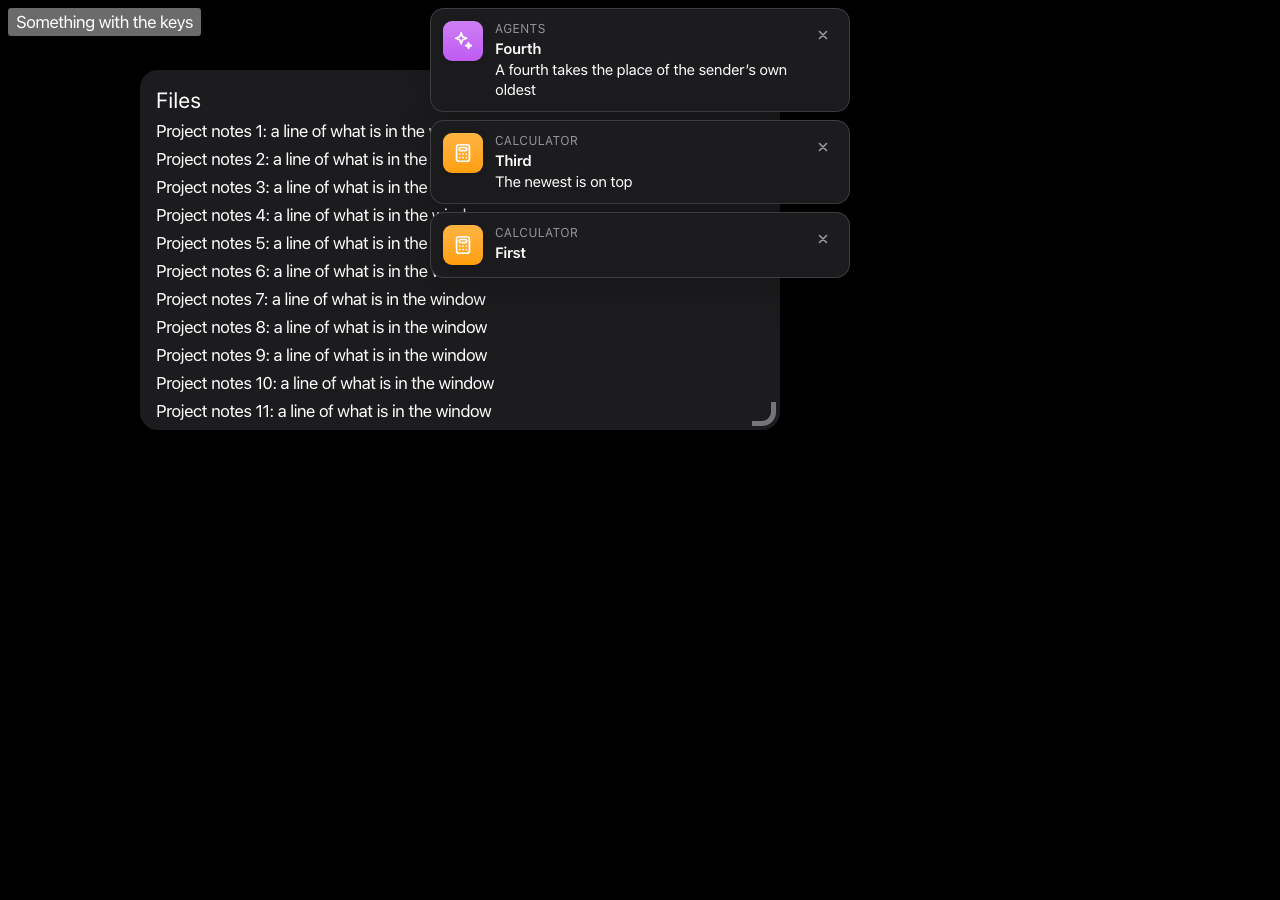 Something with the keys
AGENTS
Fourth
A fourth takes the place of the sender’s own
oldest
CALCULATOR
Third
The newest is on top
CALCULATOR
First
Files
Project notes 1: a line of what is in the
Project notes 2: a line of what is in the
Project notes 3: a line of what is in the
Project notes 4: a line of what is in the
Project notes 5: a line of what is in the
Project notes 6: a line of what is in the
Project notes 7: a line of what is in the window
Project notes 8: a line of what is in the window
Project notes 9: a line of what is in the window
Project notes 10: a line of what is in the window
Project notes 11: a line of what is in the window